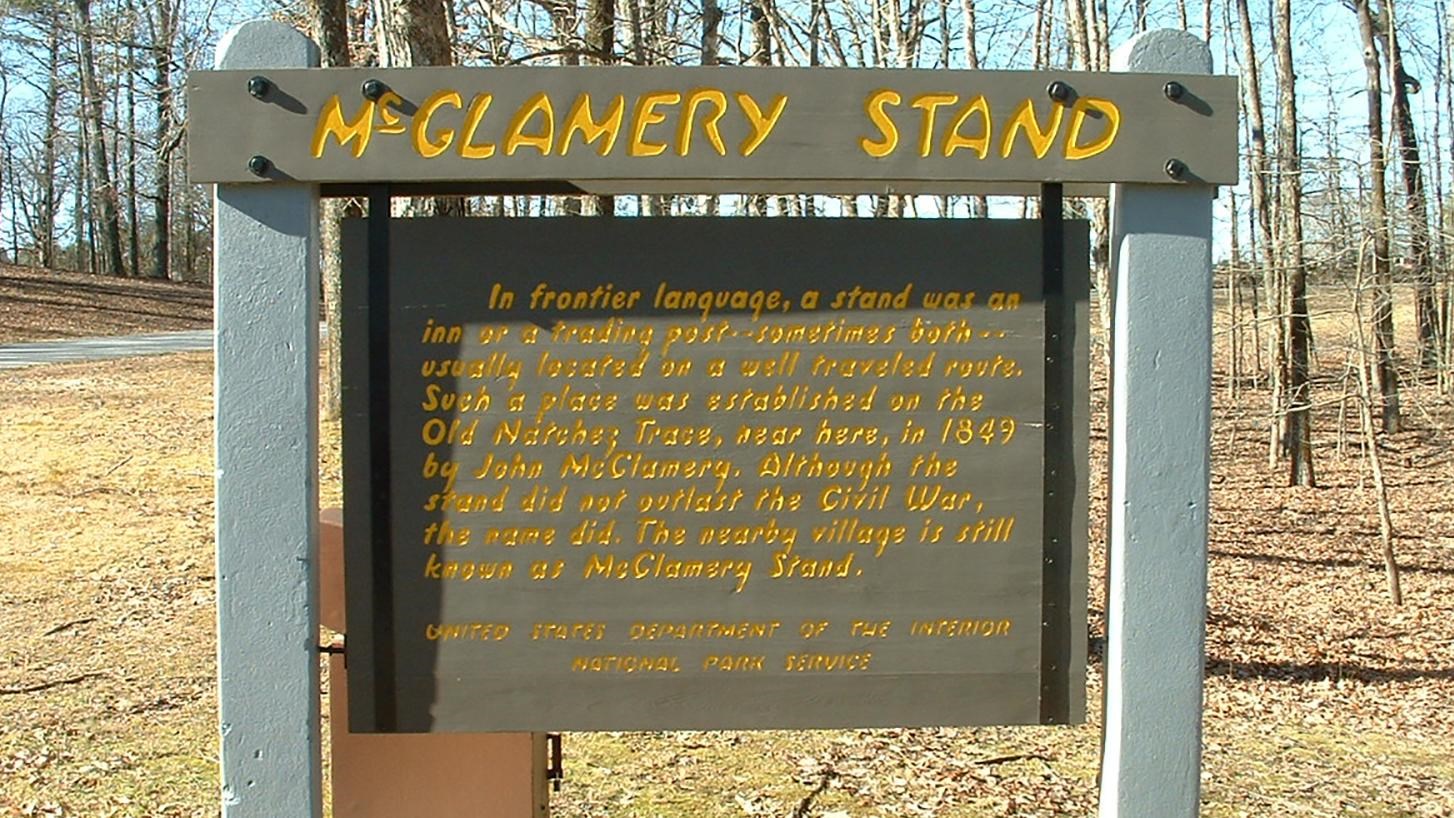 McGLAMERY STAND
In frontier language, a stand was an
inn or a trading post--sometimes both--
usually located on a well traveled route.
Such a place was established on the
Old Natchez Trace, near here, in 1849
by John McGlamery. Although the
stand did not outlast the Civil War,
the name did. The nearby village is still
known as McGlamery Stand.
UNITED STATES DEPARTMENT OF THE INTERIOR
NATIONAL PARK SERVICE